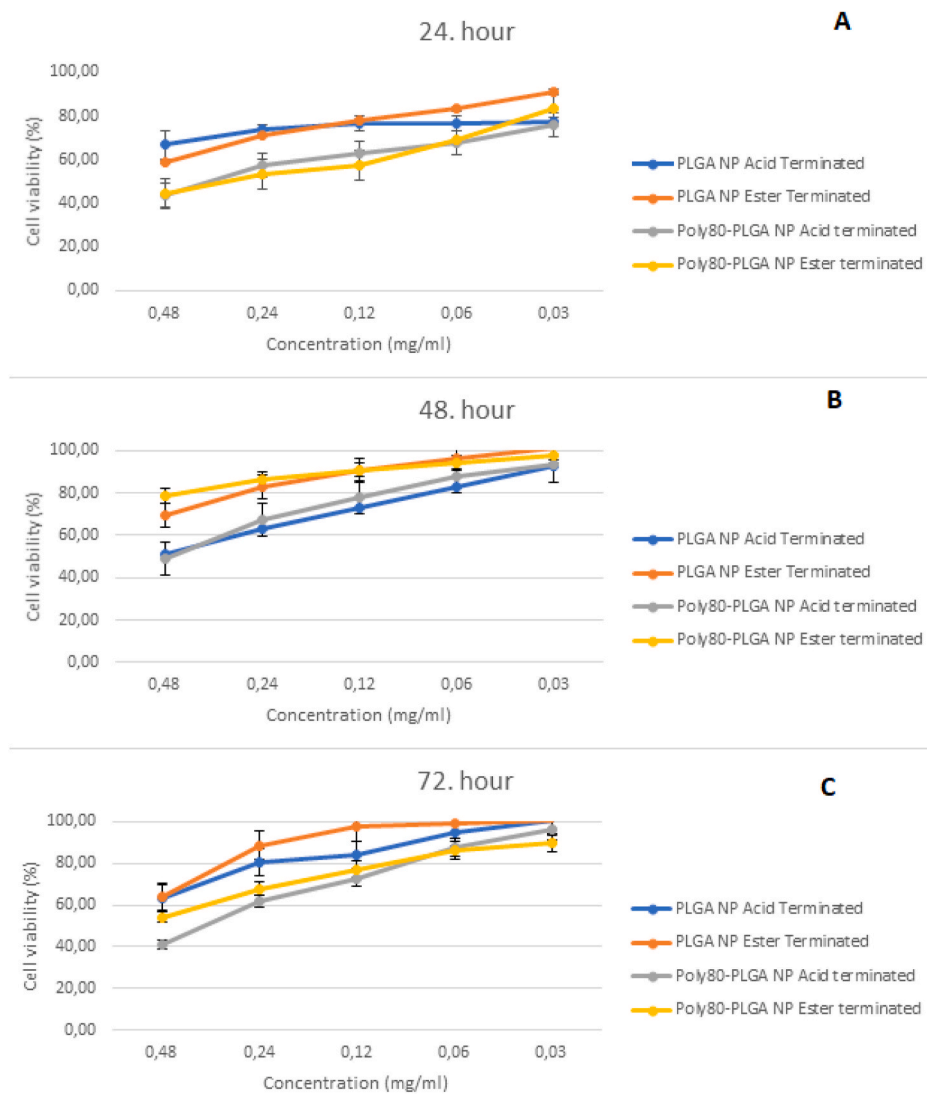 A
24. hour
100,00
80,00
60,00
40,00
20,00
0,00
Cell viability (%)
0,48 0,24 0,12 0,06 0,03
Concentration (mg/ml)
PLGA NP Acid Terminated
PLGA NP Ester Terminated
Poly80-PLGA NP Acid terminated
Poly80-PLGA NP Ester terminated
B
48. hour
100,00
80,00
60,00
40,00
20,00
0,00
Cell viability (%)
0,48 0,24 0,12 0,06 0,03
Concentration (mg/ml)
PLGA NP Acid Terminated
PLGA NP Ester Terminated
Poly80-PLGA NP Acid terminated
Poly80-PLGA NP Ester terminated
C
72. hour
100,00
80,00
60,00
40,00
20,00
0,00
Cell viability (%)
0,48 0,24 0,12 0,06 0,03
Concentration (mg/ml)
PLGA NP Acid Terminated
PLGA NP Ester Terminated
Poly80-PLGA NP Acid terminated
Poly80-PLGA NP Ester terminated